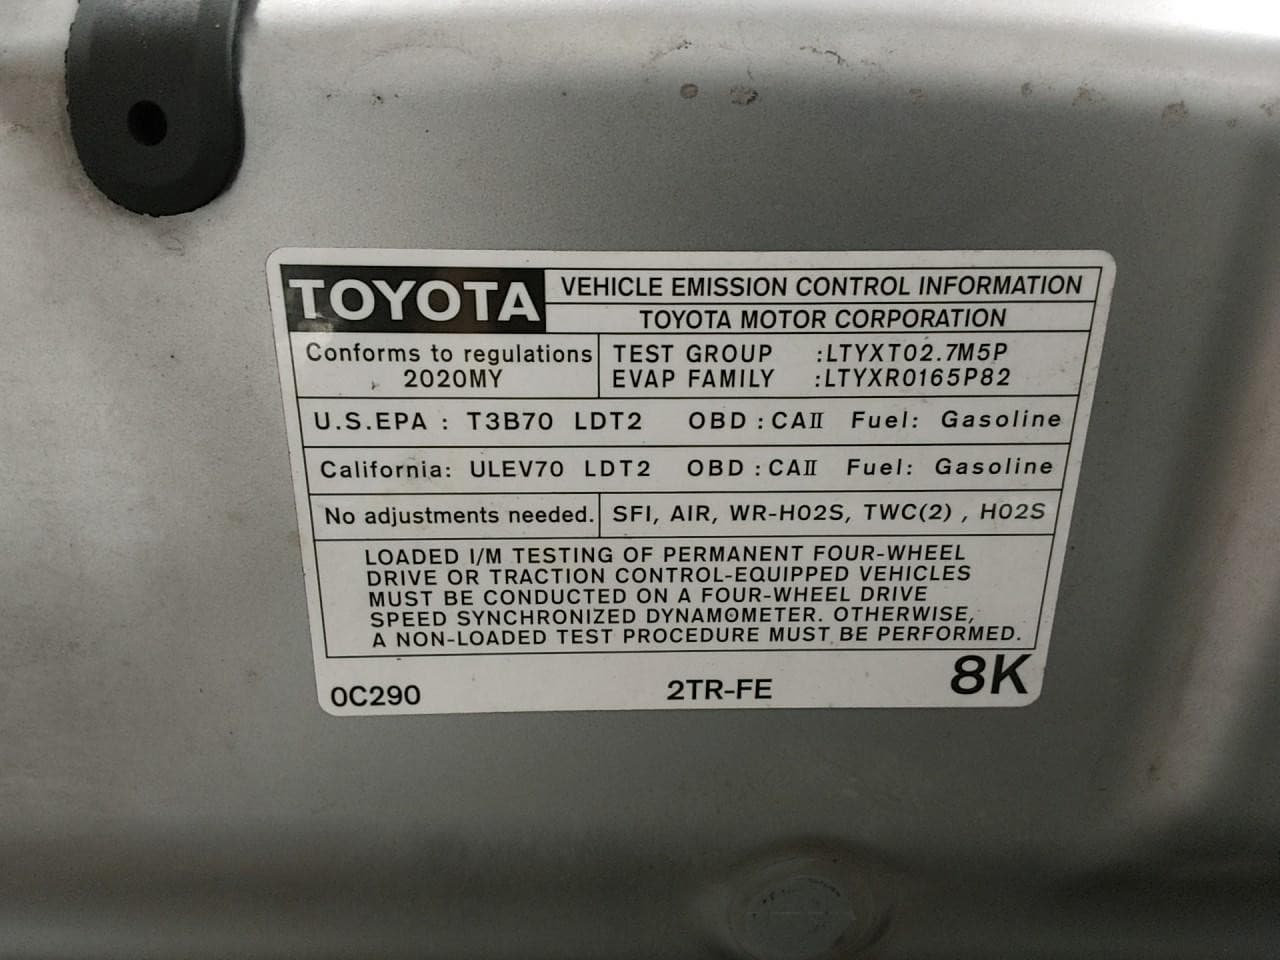 TOYOTA
VEHICLE EMISSION CONTROL INFORMATION
TOYOTA MOTOR CORPORATION
Conforms to regulations
2020MY
TEST GROUP :LTYXT02.7M5P
EVAP FAMILY :LTYXR0165P82
U.S.EPA : T3B70 LDT2 OBD : CAⅡ Fuel: Gasoline
California: ULEV70 LDT2 OBD : CAⅡ Fuel: Gasoline
No adjustments needed.
SFI, AIR, WR-HO2S, TWC(2) , HO2S
LOADED I/M TESTING OF PERMANENT FOUR-WHEEL
DRIVE OR TRACTION CONTROL-EQUIPPED VEHICLES
MUST BE CONDUCTED ON A FOUR-WHEEL DRIVE
SPEED SYNCHRONIZED DYNAMOMETER. OTHERWISE,
A NON-LOADED TEST PROCEDURE MUST BE PERFORMED.
0C290 2TR-FE 8K